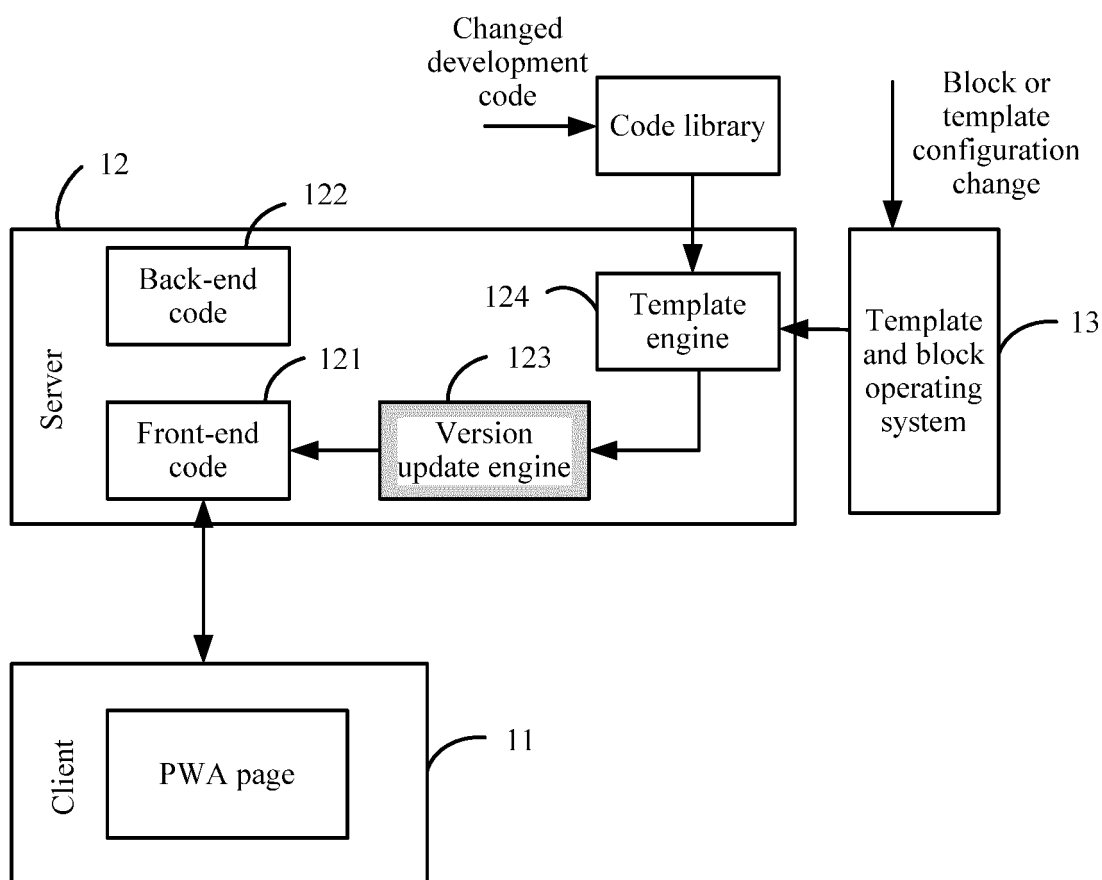 Changed
development
code
Code library
Block or
template
configuration
change
12
122
Back-end
code
124
Template
engine
Template
and block
operating
system
13
Server
121
Front-end
code
123
Version
update engine
11
Client
PWA page